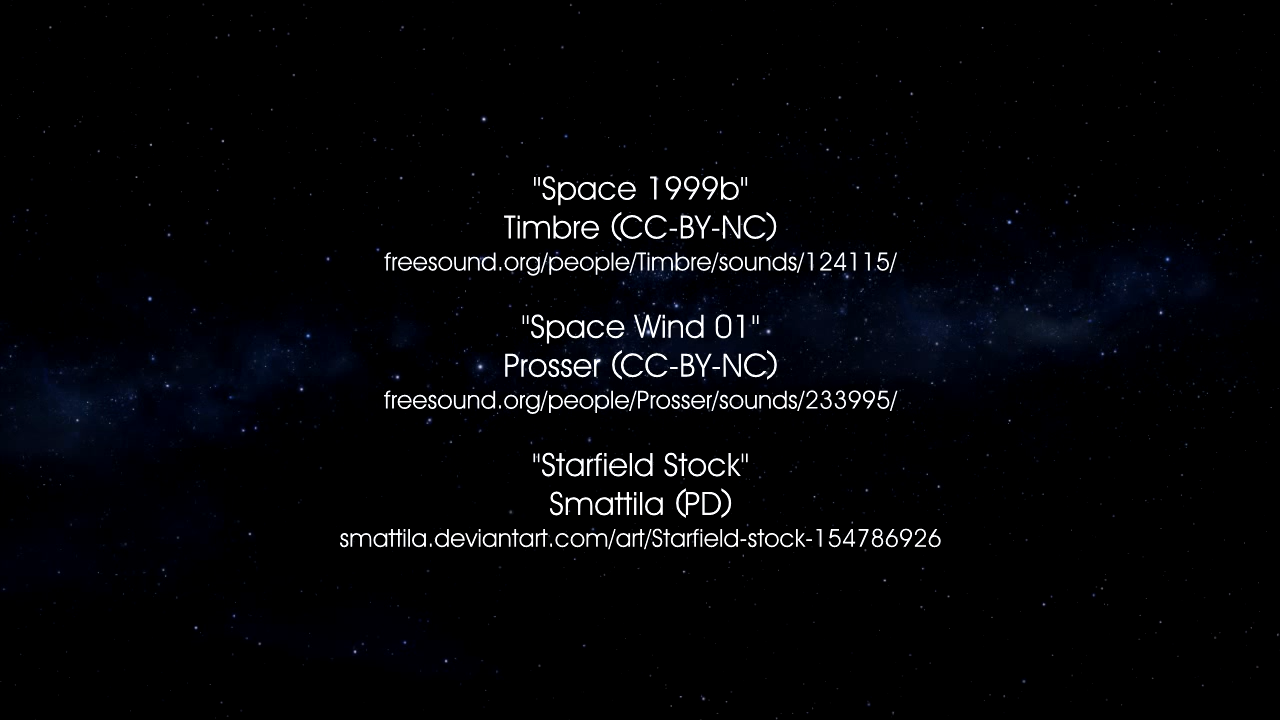 "Space 1999b"
Timbre (CC-BY-NC)
freesound.org/people/Timbre/sounds/124115/
"Space Wind 01"
Prosser (CC-BY-NC)
freesound.org/people/Prosser/sounds/233995/
"Starfield Stock"
Smattila (PD)
smattila.deviantart.com/art/Starfield-stock-154786926